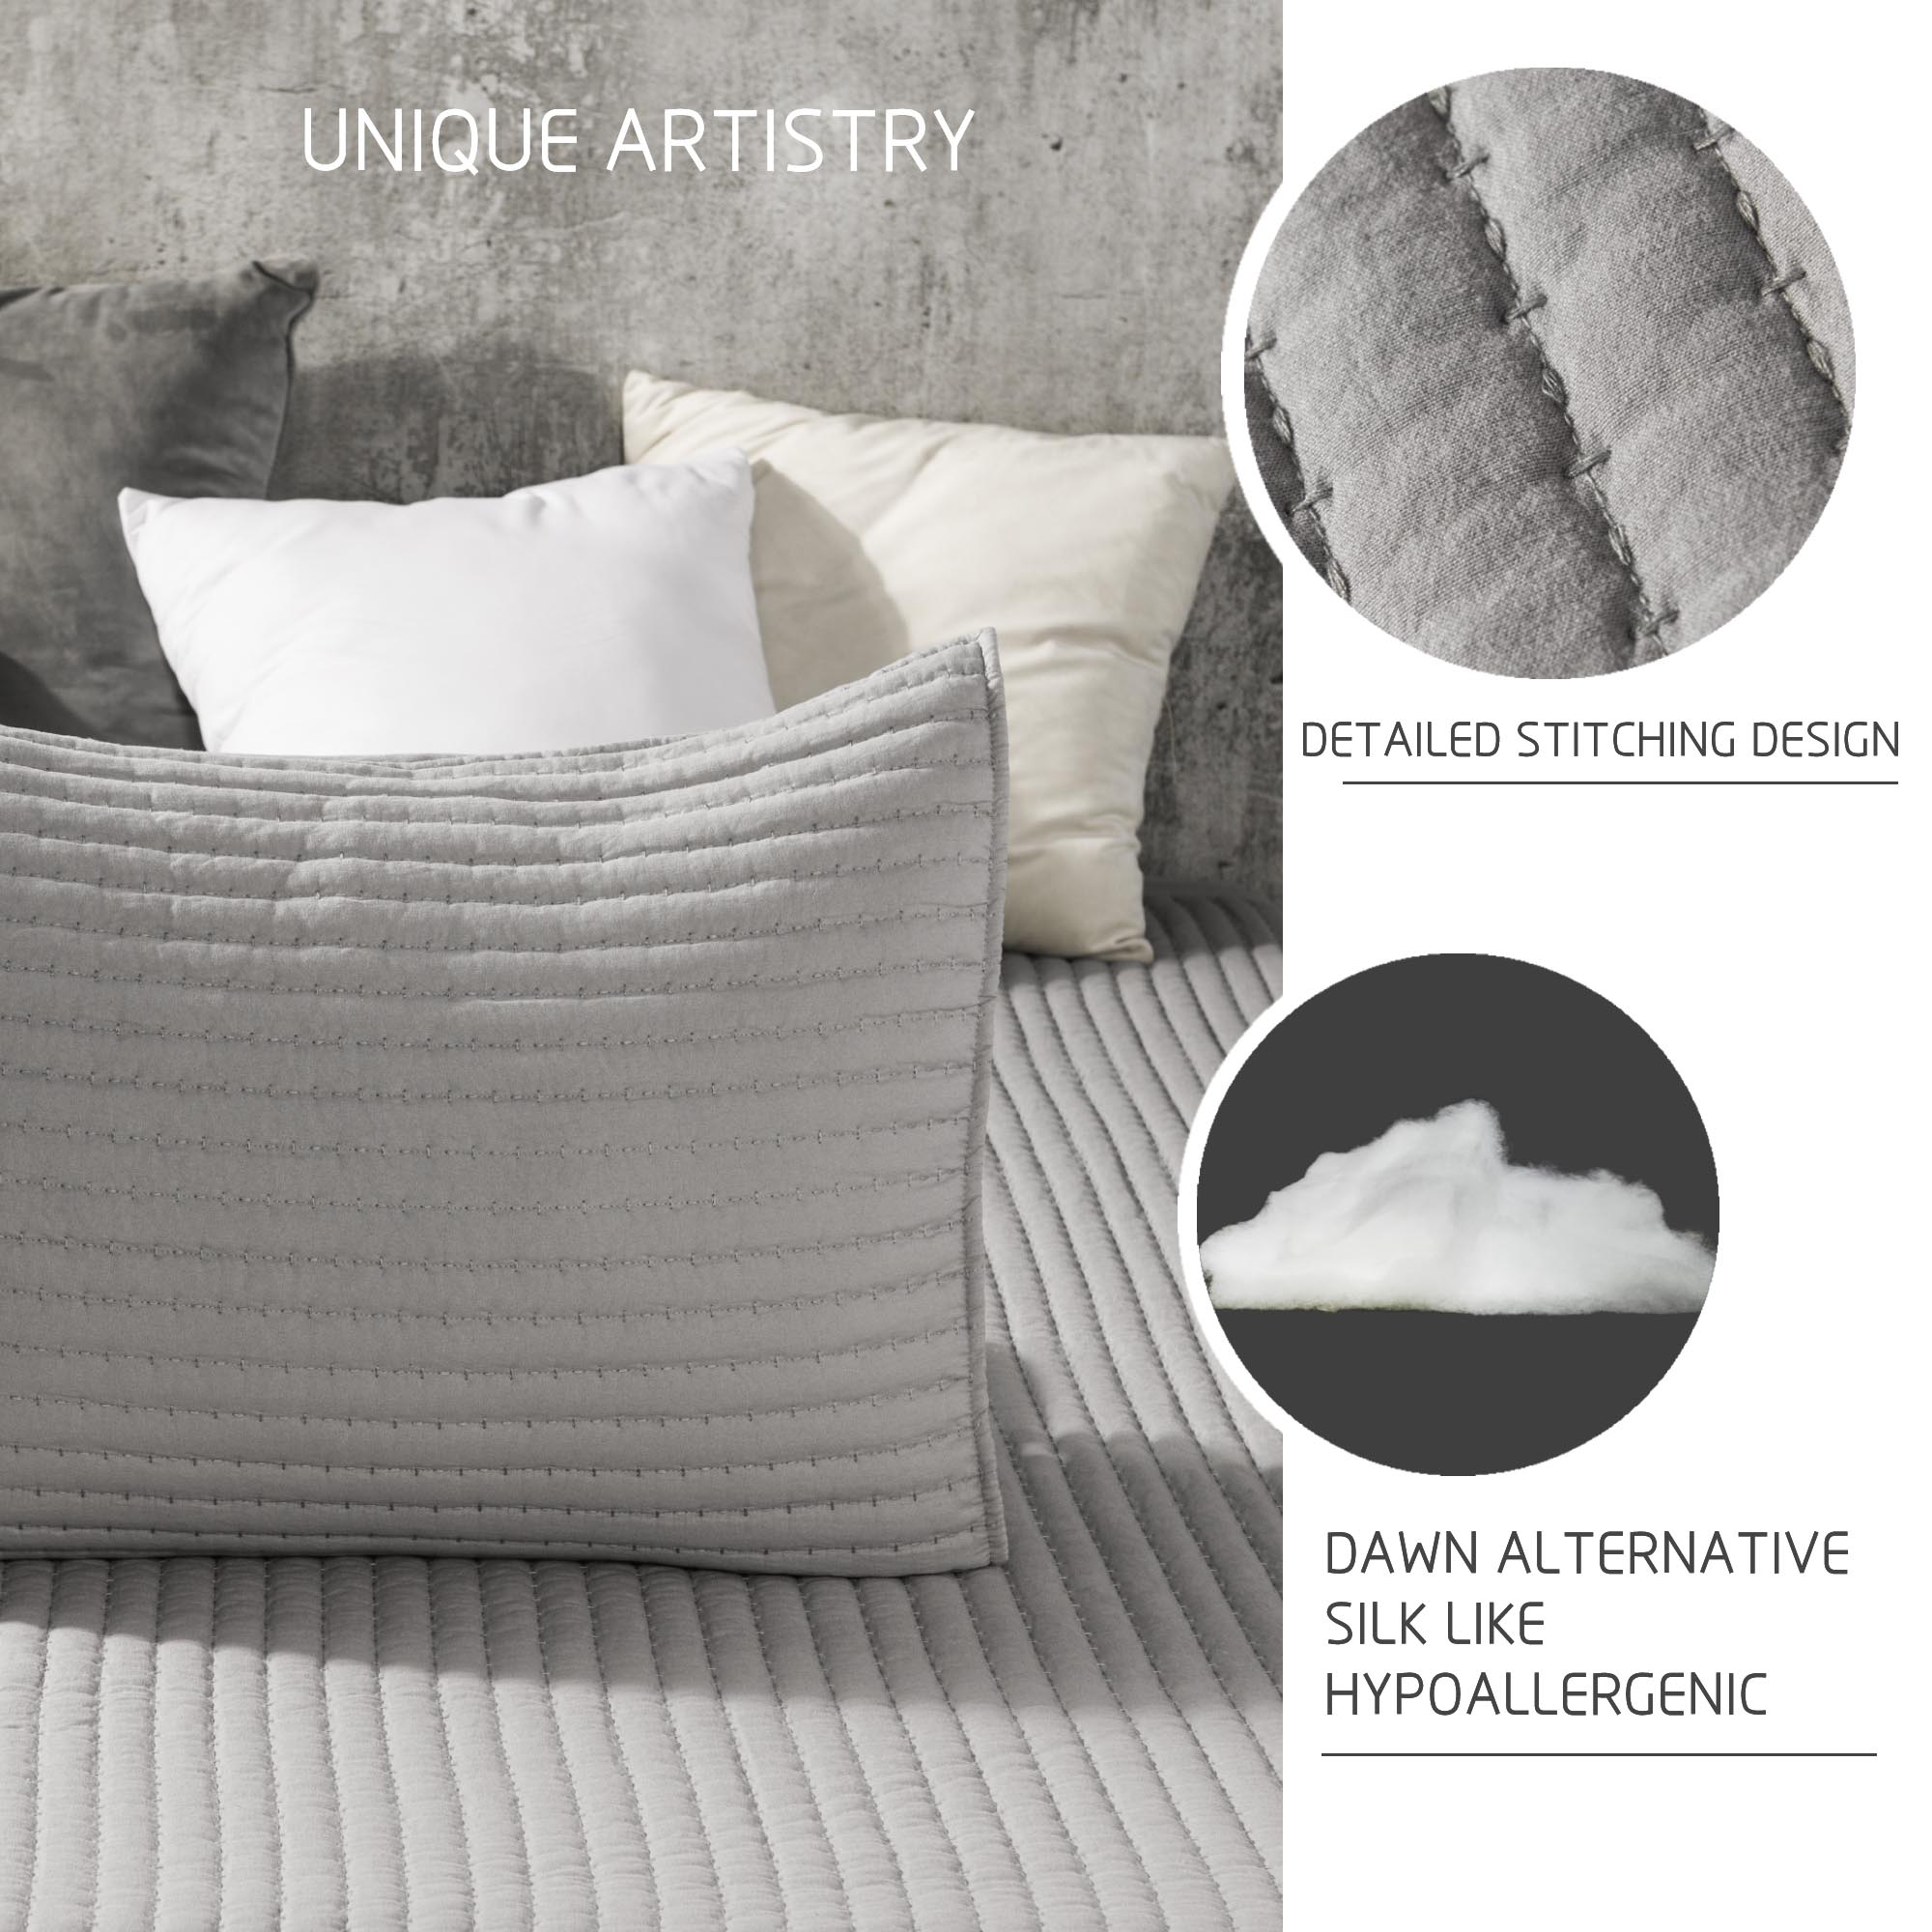 UNIQUE ARTISTRY
DETAILED STITCHING DESIGN
DAWN ALTERNATIVE
SILK LIKE
HYPOALLERGENIC